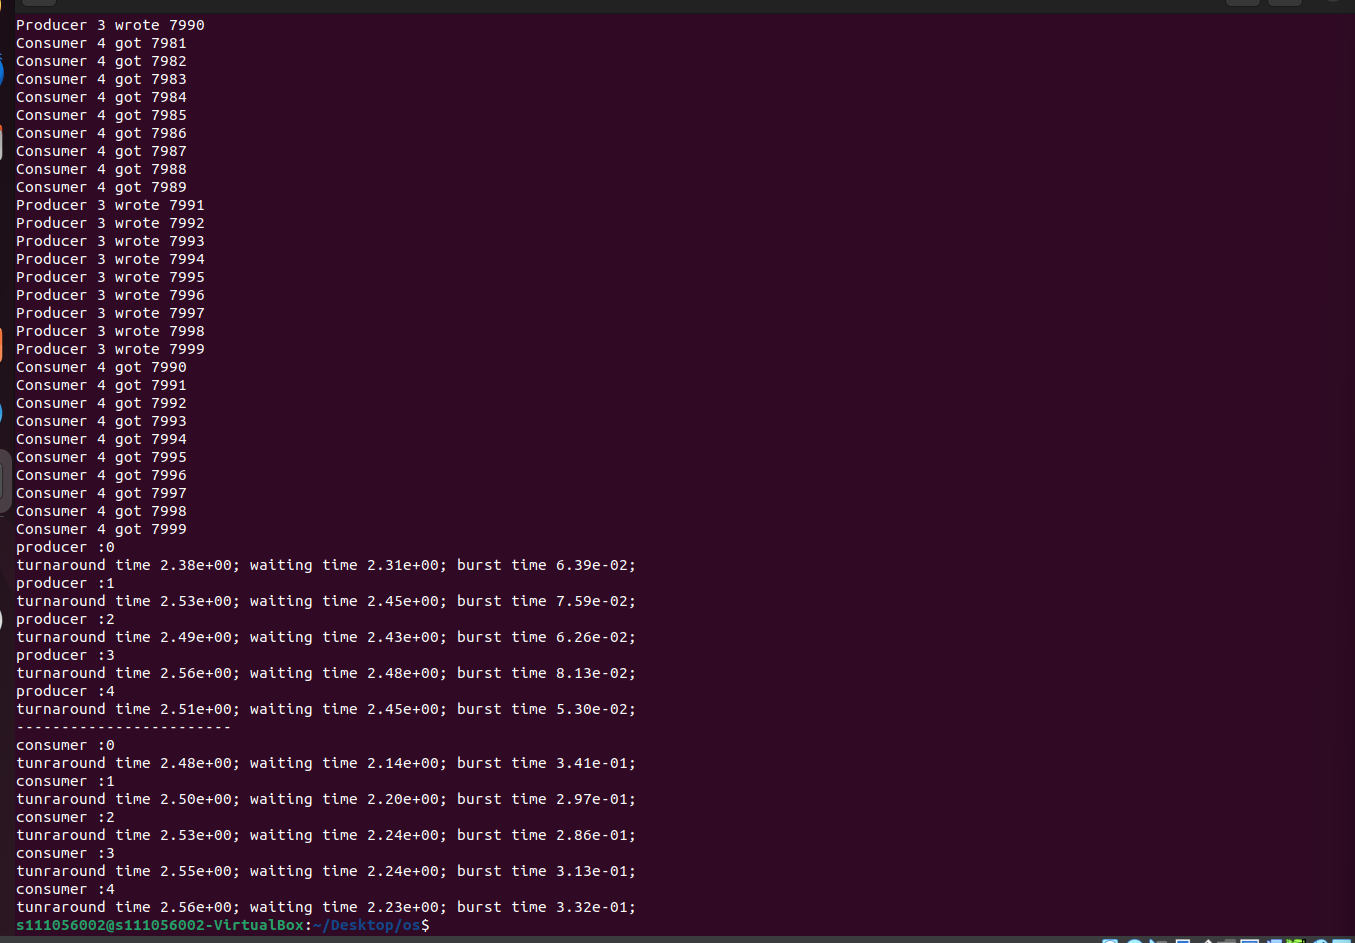 Producer 3 wrote 7990
Consumer 4 got 7981
Consumer 4 got 7982
Consumer 4 got 7983
Consumer 4 got 7984
Consumer 4 got 7985
Consumer 4 got 7986
Consumer 4 got 7987
Consumer 4 got 7988
Consumer 4 got 7989
Producer 3 wrote 7991
Producer 3 wrote 7992
Producer 3 wrote 7993
Producer 3 wrote 7994
Producer 3 wrote 7995
Producer 3 wrote 7996
Producer 3 wrote 7997
Producer 3 wrote 7998
Producer 3 wrote 7999
Consumer 4 got 7990
Consumer 4 got 7991
Consumer 4 got 7992
Consumer 4 got 7993
Consumer 4 got 7994
Consumer 4 got 7995
Consumer 4 got 7996
Consumer 4 got 7997
Consumer 4 got 7998
Consumer 4 got 7999
producer :0
turnaround time 2.38e+00; waiting time 2.31e+00; burst time 6.39e-02;
producer :1
turnaround time 2.53e+00; waiting time 2.45e+00; burst time 7.59e-02;
producer :2
turnaround time 2.49e+00; waiting time 2.43e+00; burst time 6.26e-02;
producer :3
turnaround time 2.56e+00; waiting time 2.48e+00; burst time 8.13e-02;
producer :4
turnaround time 2.51e+00; waiting time 2.45e+00; burst time 5.30e-02;
------------------------
consumer :0
tunraround time 2.48e+00; waiting time 2.14e+00; burst time 3.41e-01;
consumer :1
tunraround time 2.50e+00; waiting time 2.20e+00; burst time 2.97e-01;
consumer :2
tunraround time 2.53e+00; waiting time 2.24e+00; burst time 2.86e-01;
consumer :3
tunraround time 2.55e+00; waiting time 2.24e+00; burst time 3.13e-01;
consumer :4
tunraround time 2.56e+00; waiting time 2.23e+00; burst time 3.32e-01;
s111056002@s111056002-VirtualBox:~/Desktop/os$